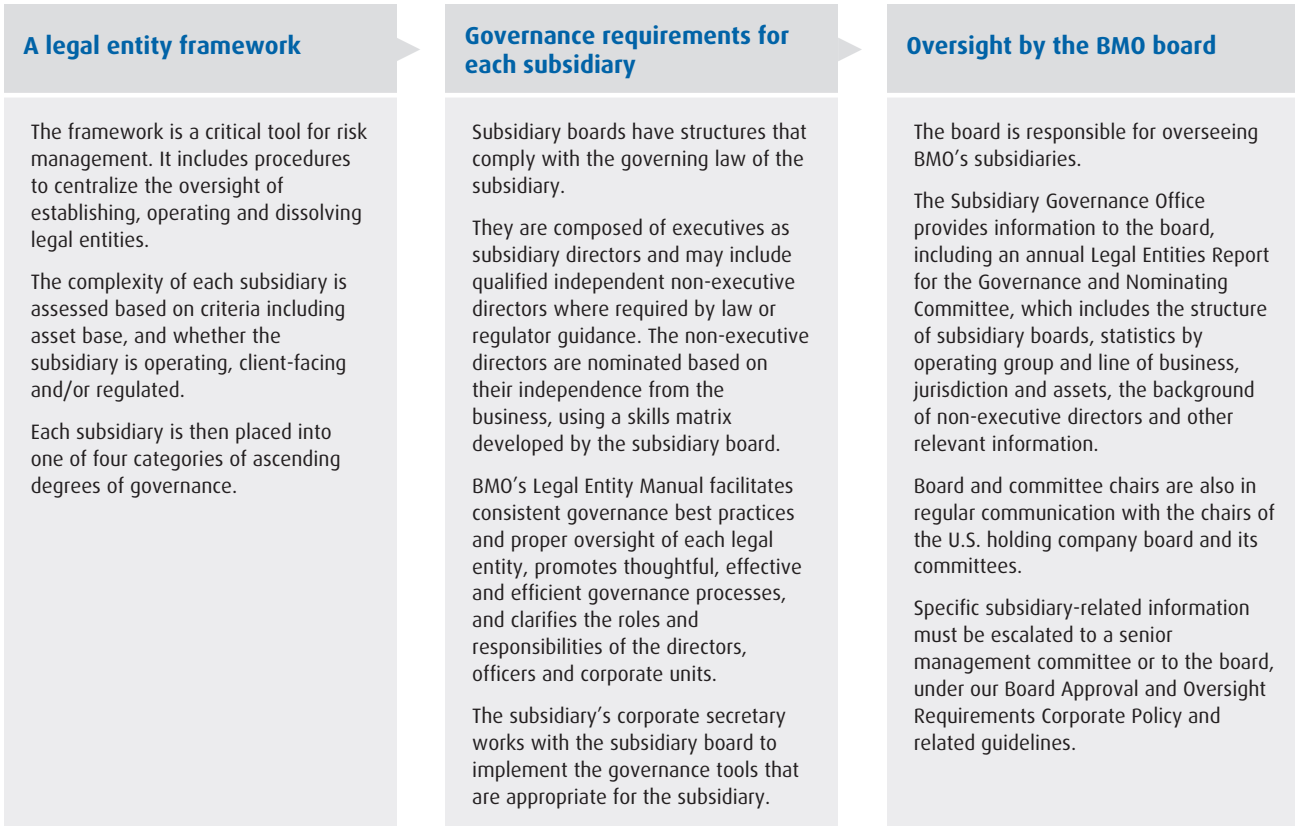 A legal entity framework
The framework is a critical tool for risk
management. It includes procedures
to centralize the oversight of
establishing, operating and dissolving
legal entities.
The complexity of each subsidiary is
assessed based on criteria including
asset base, and whether the
subsidiary is operating, client-facing
and/or regulated.
Each subsidiary is then placed into
one of four categories of ascending
degrees of governance.
Governance requirements for
each subsidiary
Subsidiary boards have structures that
comply with the governing law of the
subsidiary.
They are composed of executives as
subsidiary directors and may include
qualified independent non-executive
directors where required by law or
regulator guidance. The non-executive
directors are nominated based on
their independence from the
business, using a skills matrix
developed by the subsidiary board.
BMO's Legal Entity Manual facilitates
consistent governance best practices
and proper oversight of each legal
entity, promotes thoughtful, effective
and efficient governance processes,
and clarifies the roles and
responsibilities of the directors,
officers and corporate units.
The subsidiary's corporate secretary
works with the subsidiary board to
implement the governance tools that
are appropriate for the subsidiary.
Oversight by the BMO board
The board is responsible for overseeing
BMO's subsidiaries.
The Subsidiary Governance Office
provides information to the board,
including an annual Legal Entities Report
for the Governance and Nominating
Committee, which includes the structure
of subsidiary boards, statistics by
operating group and line of business,
jurisdiction and assets, the background
of non-executive directors and other
relevant information.
Board and committee chairs are also in
regular communication with the chairs of
the U.S. holding company board and its
committees.
Specific subsidiary-related information
must be escalated to a senior
management committee or to the board,
under our Board Approval and Oversight
Requirements Corporate Policy and
related guidelines.